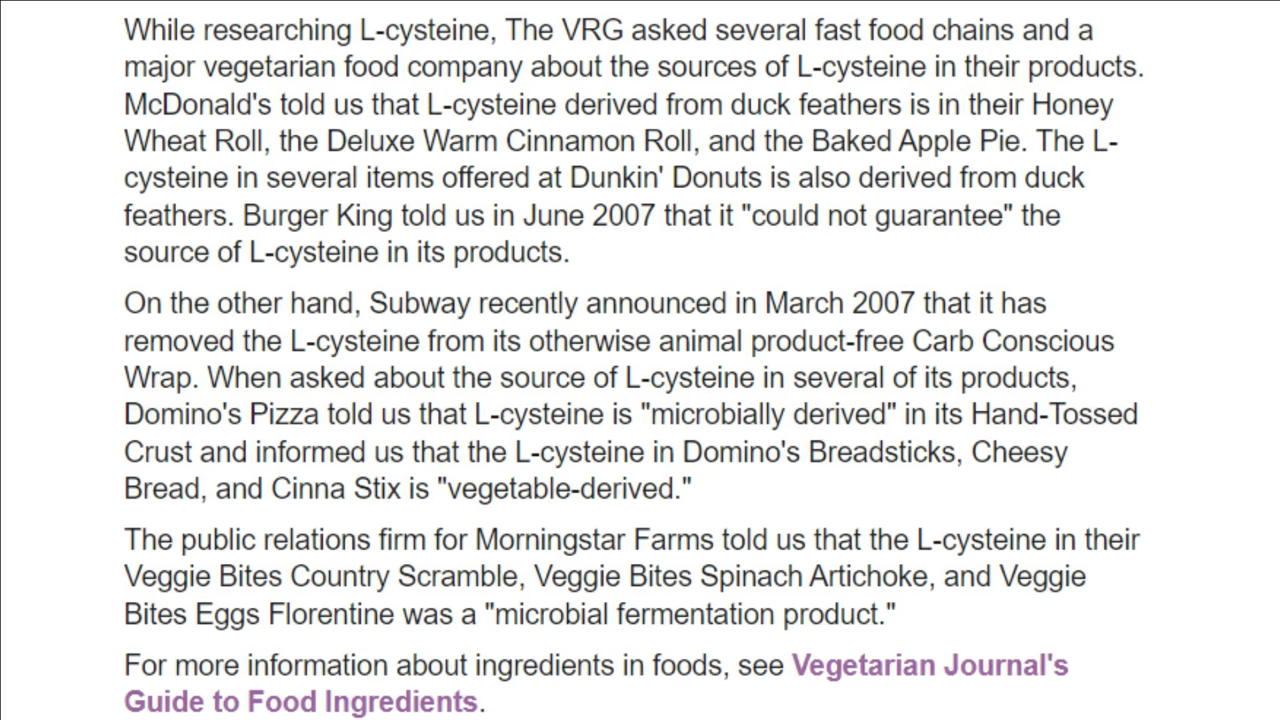 While researching L-cysteine, The VRG asked several fast food chains and a
major vegetarian food company about the sources of L-cysteine in their products.
McDonald's told us that L-cysteine derived from duck feathers is in their Honey
Wheat Roll, the Deluxe Warm Cinnamon Roll, and the Baked Apple Pie. The L-
cysteine in several items offered at Dunkin' Donuts is also derived from duck
feathers. Burger King told us in June 2007 that it "could not guarantee" the
source of L-cysteine in its products.
On the other hand, Subway recently announced in March 2007 that it has
removed the L-cysteine from its otherwise animal product-free Carb Conscious
Wrap. When asked about the source of L-cysteine in several of its products,
Domino's Pizza told us that L-cysteine is "microbially derived" in its Hand-Tossed
Crust and informed us that the L-cysteine in Domino's Breadsticks, Cheesy
Bread, and Cinna Stix is "vegetable-derived."
The public relations firm for Morningstar Farms told us that the L-cysteine in their
Veggie Bites Country Scramble, Veggie Bites Spinach Artichoke, and Veggie
Bites Eggs Florentine was a "microbial fermentation product."
For more information about ingredients in foods, see Vegetarian Journal's
Guide to Food Ingredients.